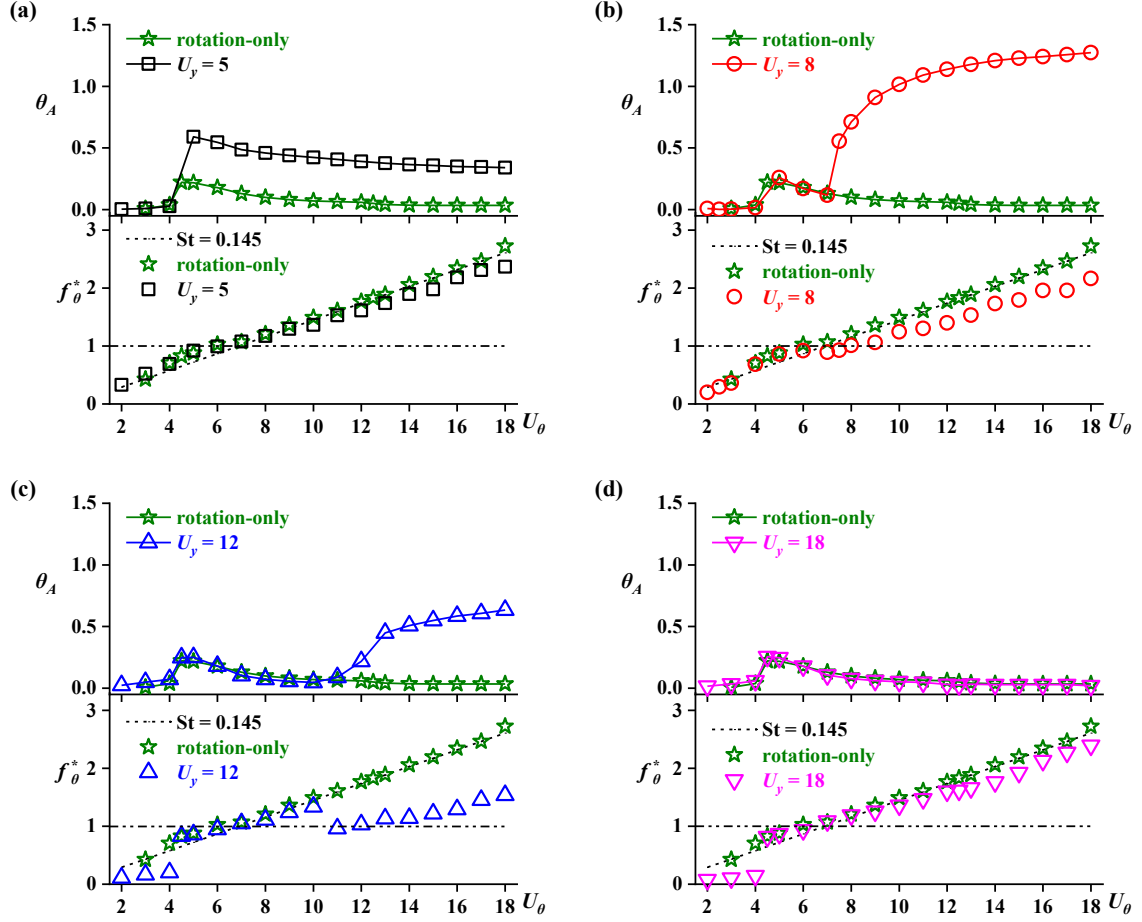 (a)
1.5
rotation-only
U_y = 5
1.0
θ_A
0.5
0.0
3
St = 0.145
rotation-only
f_θ^*
2
U_y = 5
1
0
2 4 6 8 10 12 14 16 18 U_θ
(b)
1.5
rotation-only
U_y = 8
1.0
θ_A
0.5
0.0
3
St = 0.145
rotation-only
f_θ^*
2
U_y = 8
1
0
2 4 6 8 10 12 14 16 18 U_θ
(c)
1.5
rotation-only
U_y = 12
1.0
θ_A
0.5
0.0
3
St = 0.145
rotation-only
f_θ^*
2
U_y = 12
1
0
2 4 6 8 10 12 14 16 18 U_θ
(d)
1.5
rotation-only
U_y = 18
1.0
θ_A
0.5
0.0
3
St = 0.145
rotation-only
f_θ^*
2
U_y = 18
1
0
2 4 6 8 10 12 14 16 18 U_θ